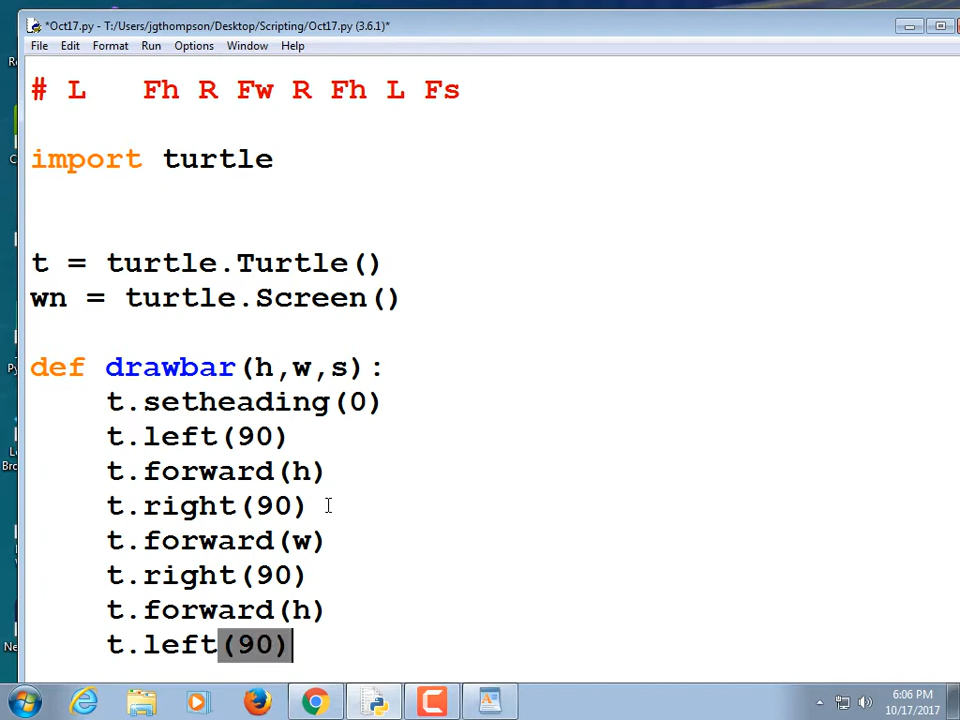 *Oct17.py - T:/Users/jgthompson/Desktop/Scripting/Oct17.py (3.6.1)*
File Edit Format Run Options Window Help
# L   Fh R Fw R Fh L Fs
import turtle
t = turtle.Turtle()
wn = turtle.Screen()
def drawbar(h,w,s):
    t.setheading(0)
    t.left(90)
    t.forward(h)
    t.right(90)
    t.forward(w)
    t.right(90)
    t.forward(h)
    t.left(90)
6:06 PM
10/17/2017